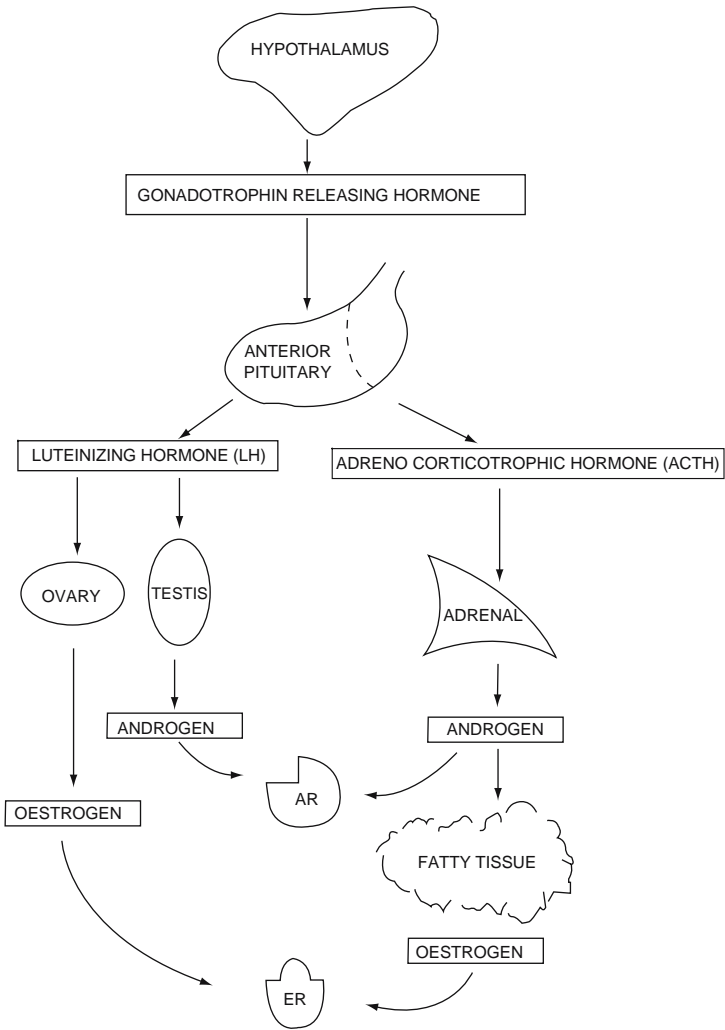 HYPOTHALAMUS
GONADOTROPHIN RELEASING HORMONE
ANTERIOR
PITUITARY
LUTEINIZING HORMONE (LH)
ADRENO CORTICOTROPHIC HORMONE (ACTH)
OVARY
TESTIS
ADRENAL
ANDROGEN
ANDROGEN
AR
OESTROGEN
FATTY TISSUE
OESTROGEN
ER